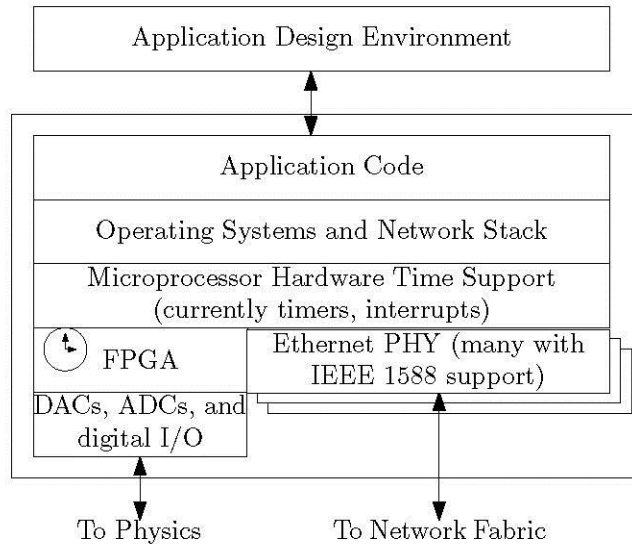 Application Design Environment
Application Code
Operating Systems and Network Stack
Microprocessor Hardware Time Support
(currently timers, interrupts)
FPGA
Ethernet PHY (many with
IEEE 1588 support)
DACs, ADCs, and
digital I/O
To Physics
To Network Fabric